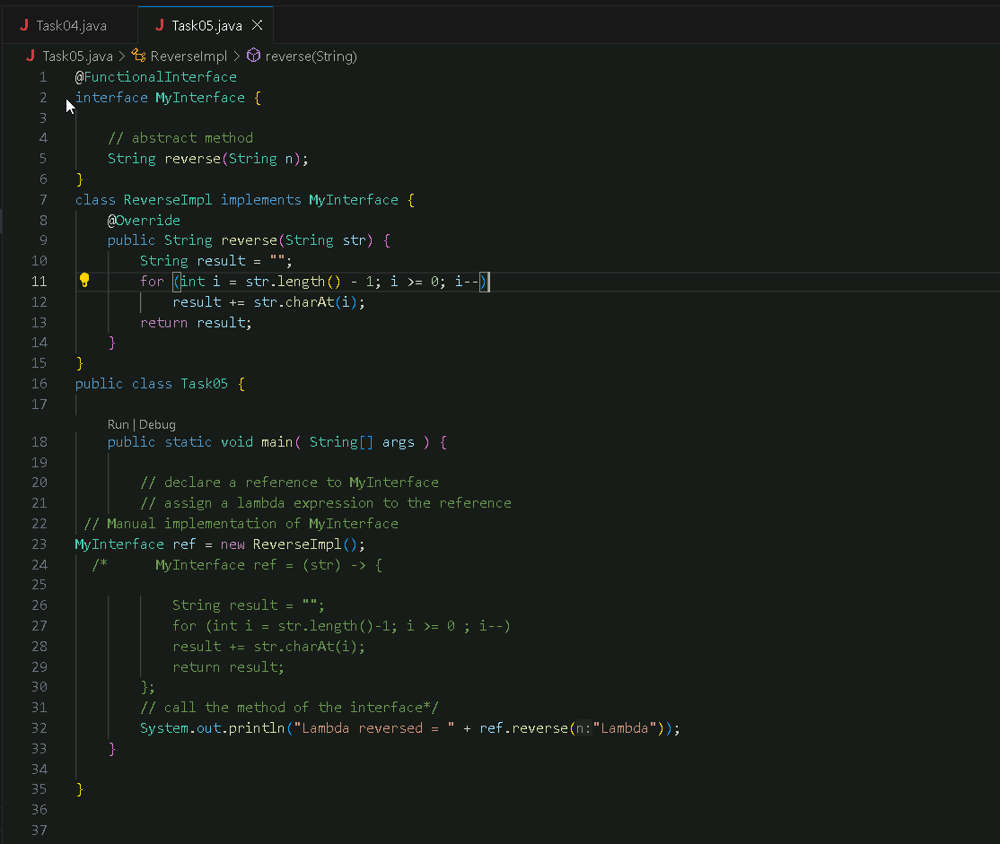 J Task04.java J Task05.java ×
J Task05.java > ReverseImpl > reverse(String)
1 @FunctionalInterface
2 interface MyInterface {
3
4     // abstract method
5     String reverse(String n);
6 }
7 class ReverseImpl implements MyInterface {
8     @Override
9     public String reverse(String str) {
10         String result = "";
11         for (int i = str.length() - 1; i >= 0; i--)
12             result += str.charAt(i);
13         return result;
14     }
15 }
16 public class Task05 {
17
Run | Debug
18     public static void main( String[] args ) {
19
20         // declare a reference to MyInterface
21         // assign a lambda expression to the reference
22  // Manual implementation of MyInterface
23 MyInterface ref = new ReverseImpl();
24   /*      MyInterface ref = (str) -> {
25
26             String result = "";
27             for (int i = str.length()-1; i >= 0 ; i--)
28             result += str.charAt(i);
29             return result;
30         };
31         // call the method of the interface*/
32         System.out.println("Lambda reversed = " + ref.reverse(n:"Lambda"));
33     }
34
35 }
36
37